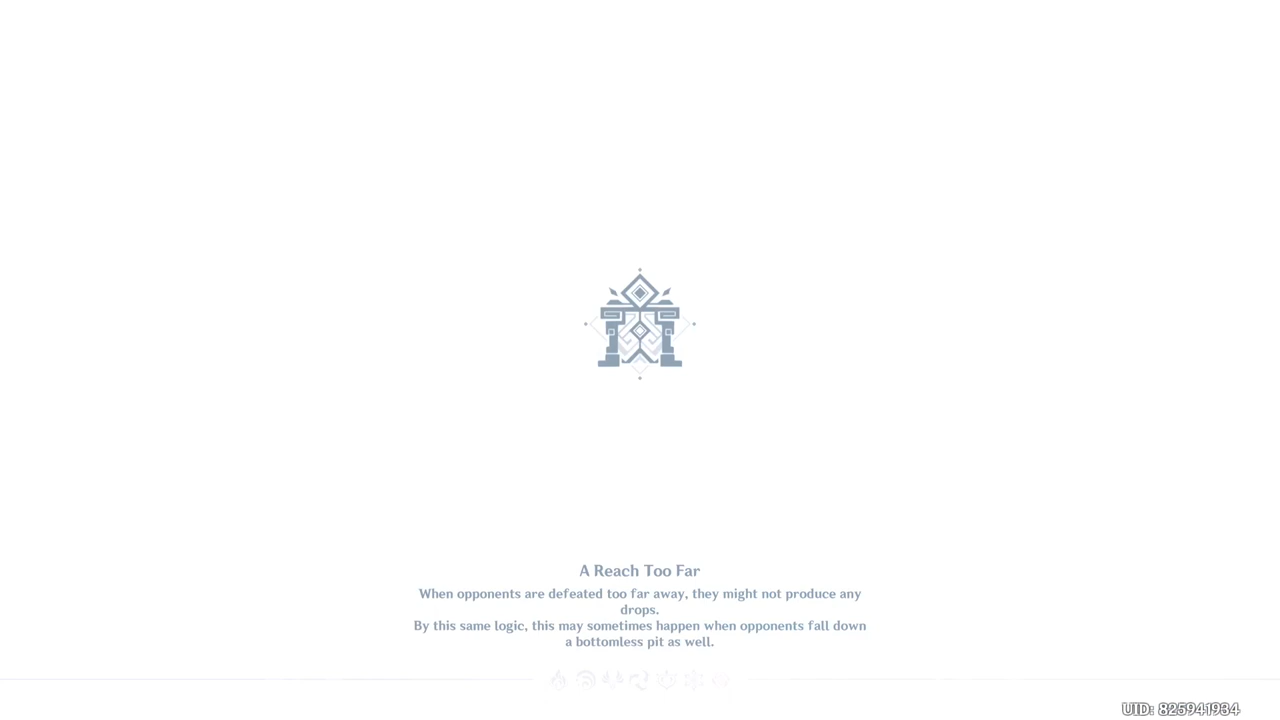 A Reach Too Far
When opponents are defeated too far away, they might not produce any
drops.
By this same logic, this may sometimes happen when opponents fall down
a bottomless pit as well.
UID: 825941934